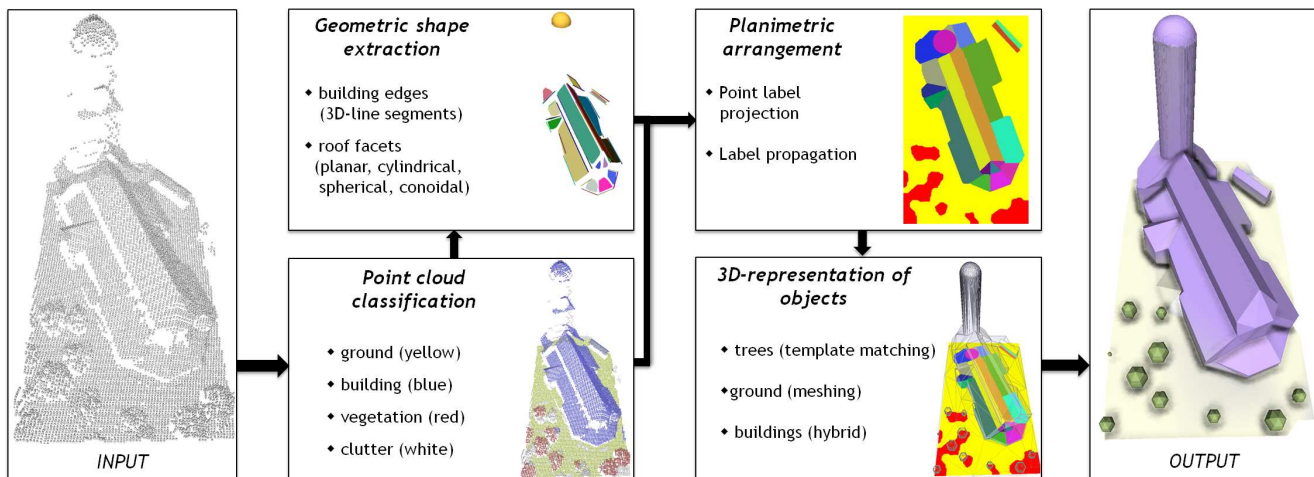 INPUT
Geometric shape
extraction
◆ building edges
(3D-line segments)
◆ roof facets
(planar, cylindrical,
spherical, conoidal)
Point cloud
classification
◆ ground (yellow)
◆ building (blue)
◆ vegetation (red)
◆ clutter (white)
Planimetric
arrangement
◆ Point label
projection
◆ Label propagation
3D-representation of
objects
◆ trees (template matching)
◆ground (meshing)
◆ buildings (hybrid)
OUTPUT